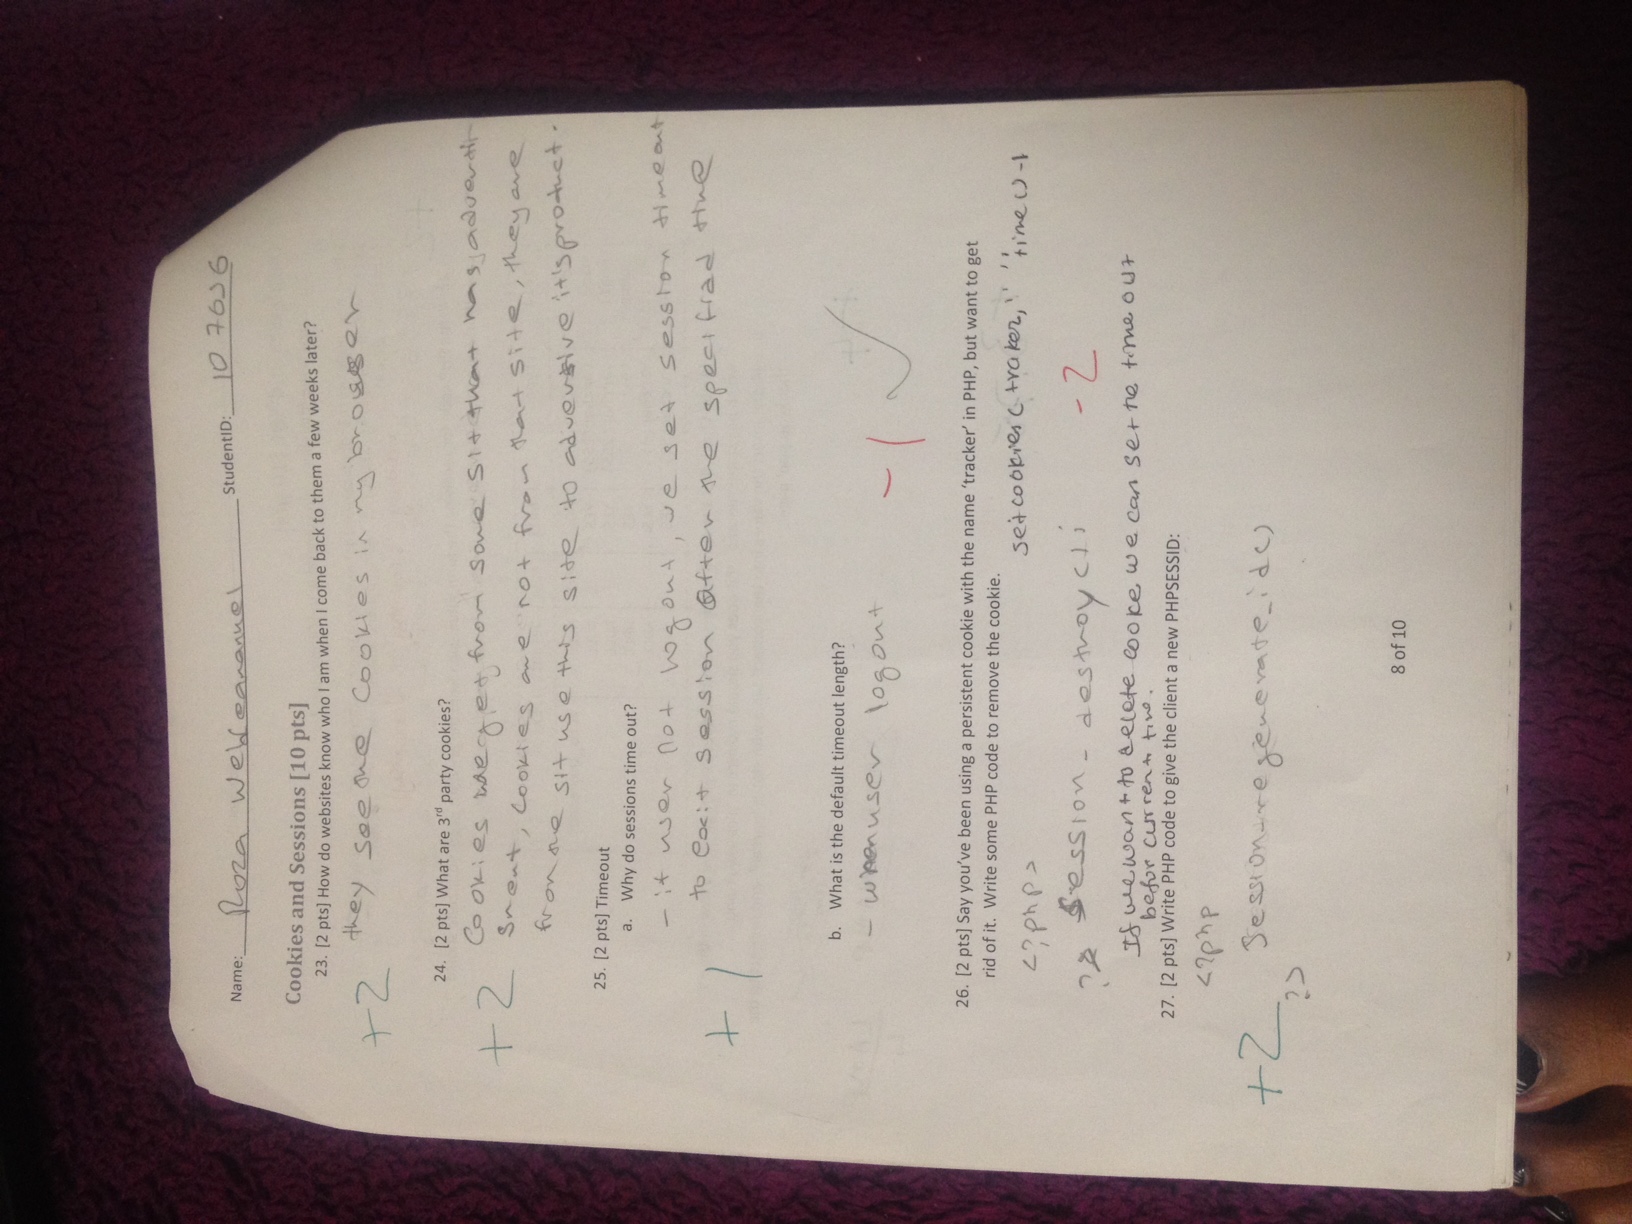 Name: Roza Weldeamanuel StudentID: 107636
Cookies and Sessions [10 pts]
23. [2 pts] How do websites know who I am when I come back to them a few weeks later?
they see the Cookies in my browser
+2
24. [2 pts] What are 3rd party cookies?
Cookies we get from some sit that has advertir
+2
sment, cookies are not from that site, they are
from the sit use this site to advertive it's product.
25. [2 pts] Timeout
a. Why do sessions time out?
- if user not logout, we set session timeout
to exit session after the specifiad time
+1
b. What is the default timeout length?
- when user logout
-1 ✓
26. [2 pts] Say you've been using a persistent cookie with the name 'tracker' in PHP, but want to get
rid of it. Write some PHP code to remove the cookie.
setcookies ( traker, " " time () -1
<?php>
?> Session_destroy();
-2
If we want to delete cooke we can set the time out
befor current time.
27. [2 pts] Write PHP code to give the client a new PHPSESSID:
<?php
+2
Session_regenerate_id()
?>
8 of 10